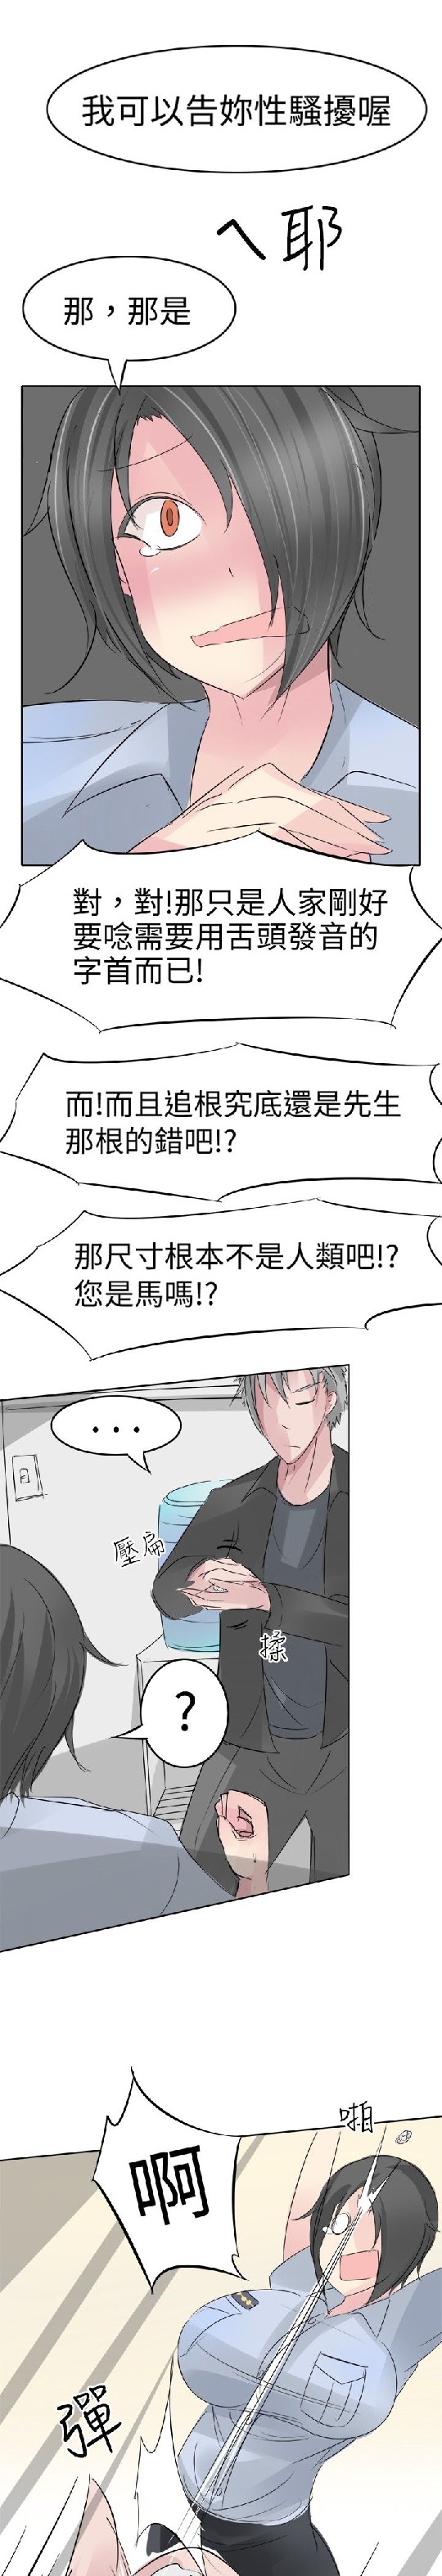 我可以告妳性騷擾喔
ㄟ耶
那，那是
對，對!那只是人家剛好
要唸需要用舌頭發音的
字首而已!
而!而且追根究底還是先生
那根的錯吧!?
那尺寸根本不是人類吧!?
您是馬嗎!?
...
壓扁
揉
?
啪
啊
彈